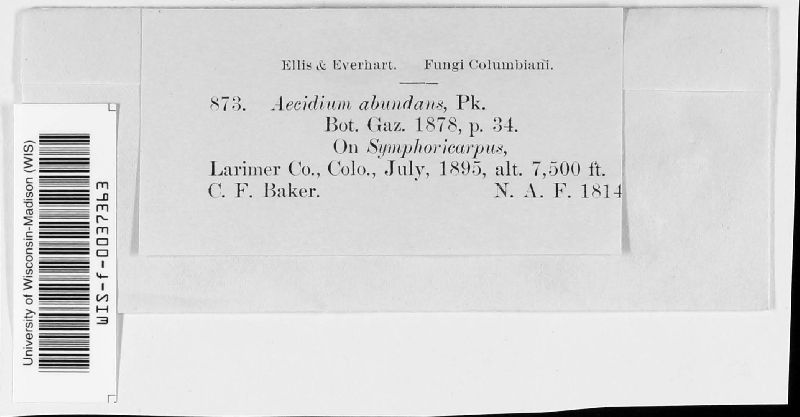 Ellis & Everhart. Fungi Columbiani.
873. Aecidium abundans, Pk.
Bot. Gaz. 1878, p. 34.
On Symphoricarpus,
Larimer Co., Colo., July, 1895, alt. 7,500 ft.
C. F. Baker. N. A. F. 1814
University of Wisconsin-Madison (WIS)
WIS-f-0037363